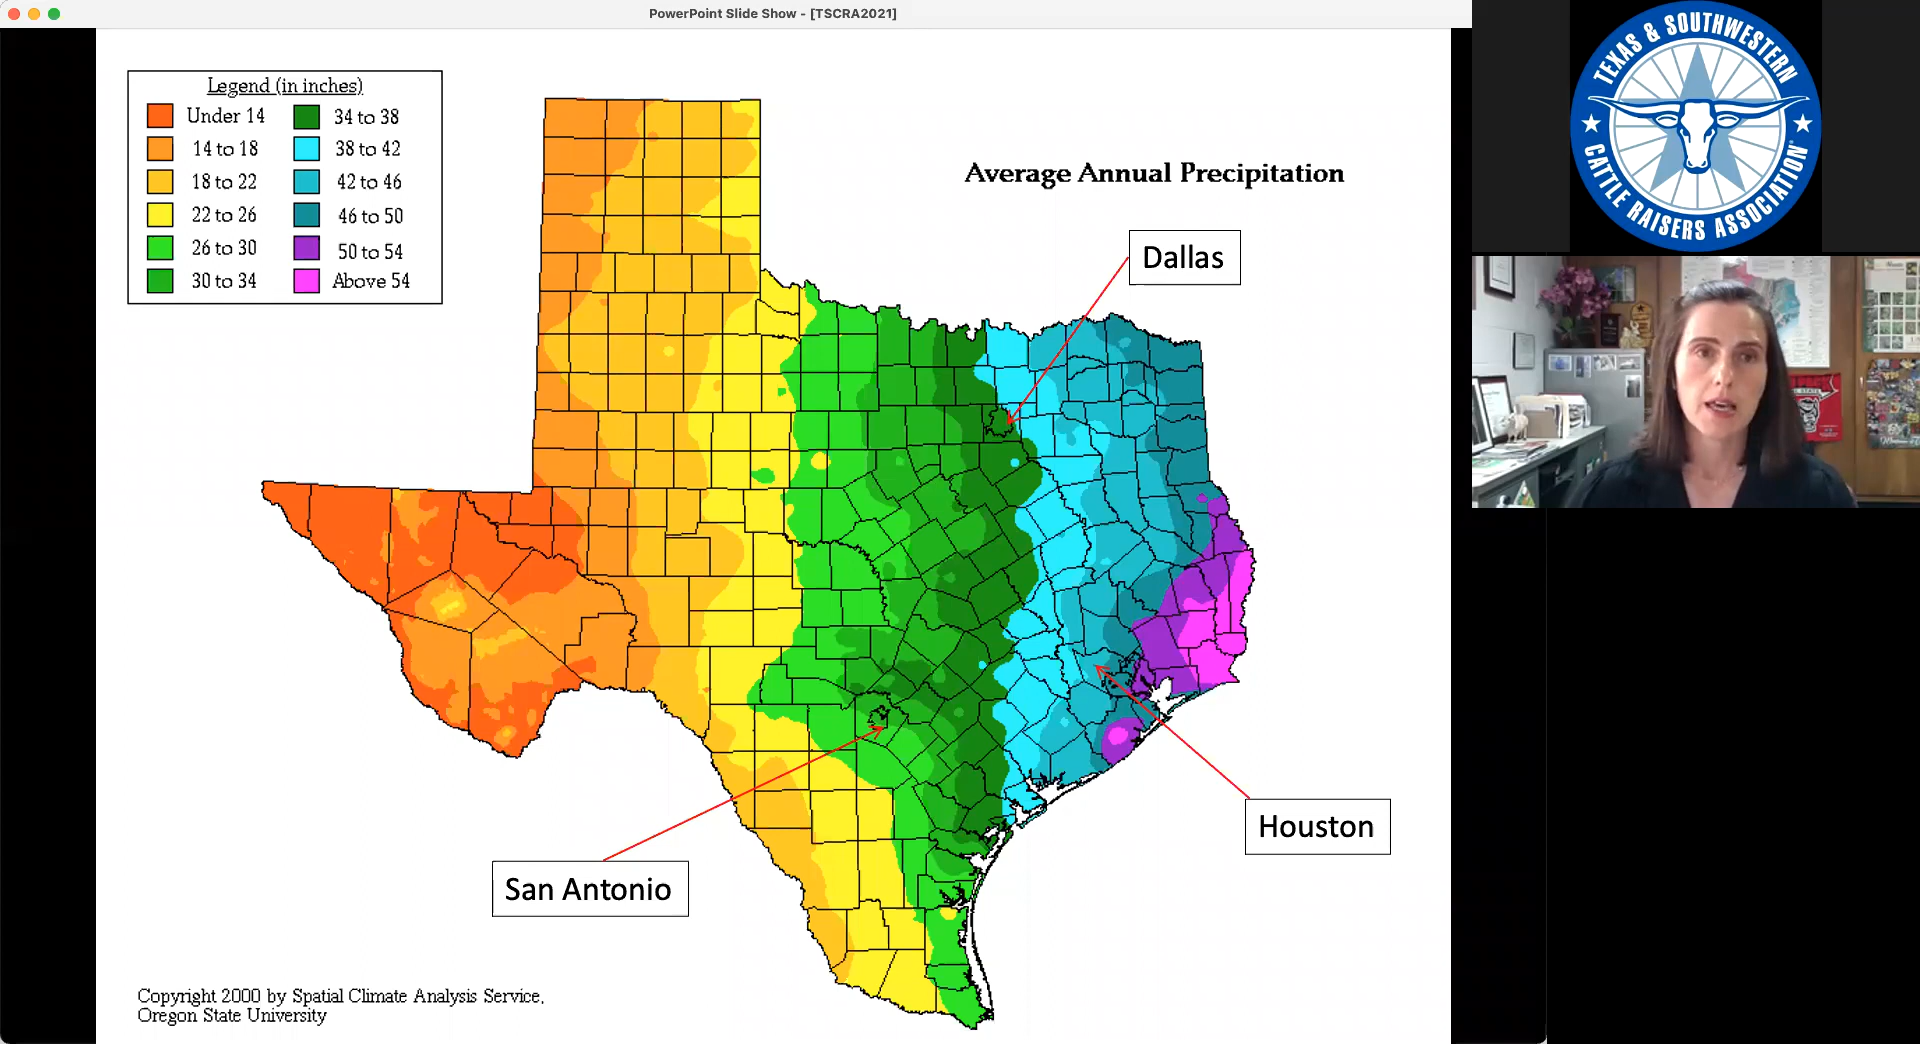 PowerPoint Slide Show - [TSCRA2021]
Legend (in inches)
Under 14
14 to 18
18 to 22
22 to 26
26 to 30
30 to 34
34 to 38
38 to 42
42 to 46
46 to 50
50 to 54
Above 54
Average Annual Precipitation
Dallas
Houston
San Antonio
Copyright 2000 by Spatial Climate Analysis Service,
Oregon State University
TEXAS & SOUTHWESTERN
CATTLE RAISERS ASSOCIATION